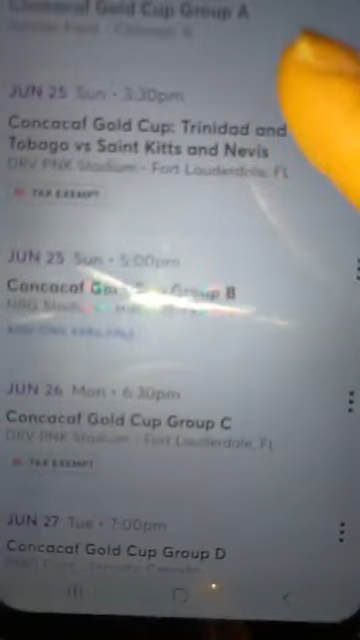 Concacaf Gold Cup Group A
JUN 25 Sun • 3:30pm
Concacaf Gold Cup: Trinidad and
Tobago vs Saint Kitts and Nevis
DRV PNK Stadium - Fort Lauderdale, FL
TAX EXEMPT
JUN 25 Sun • 5:00pm
Concacaf Group B
NRG
JUN 26 Mon • 6:30pm
Concacaf Gold Cup Group C
DRV PNK Stadium - Fort Lauderdale, FL
TAX EXEMPT
JUN 27 Tue • 7:00pm
Concacaf Gold Cup Group D